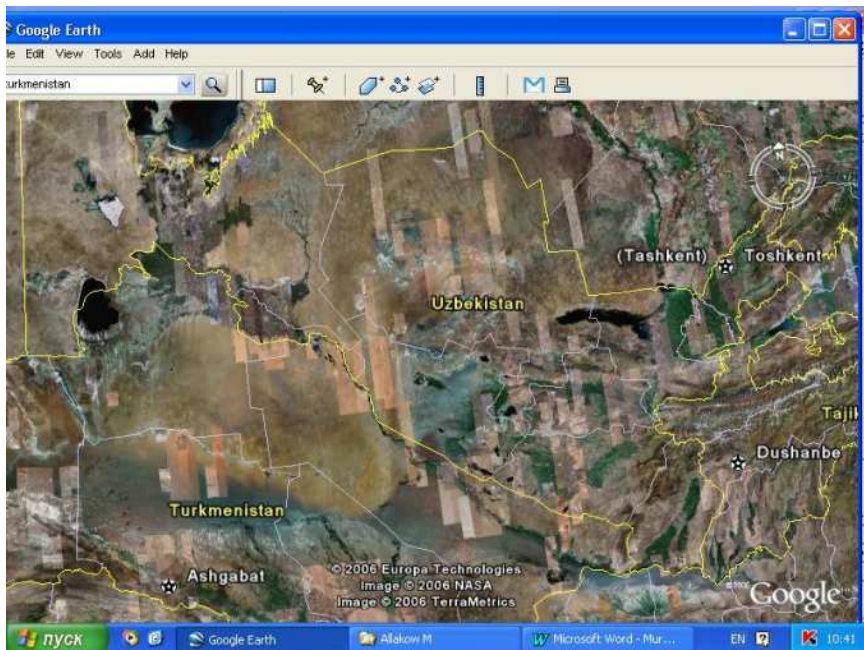 Google Earth
le Edit View Tools Add Help
turkmenistan
N
(Tashkent) Toshkent
Uzbekistan
Tajik
Dushanbe
Turkmenistan
Ashgabat
© 2006 Europa Technologies
Image © 2006 NASA
Image © 2006 TerraMetrics
Google
пуск Google Earth Allakow M Microsoft Word - Mur... EN 10:41